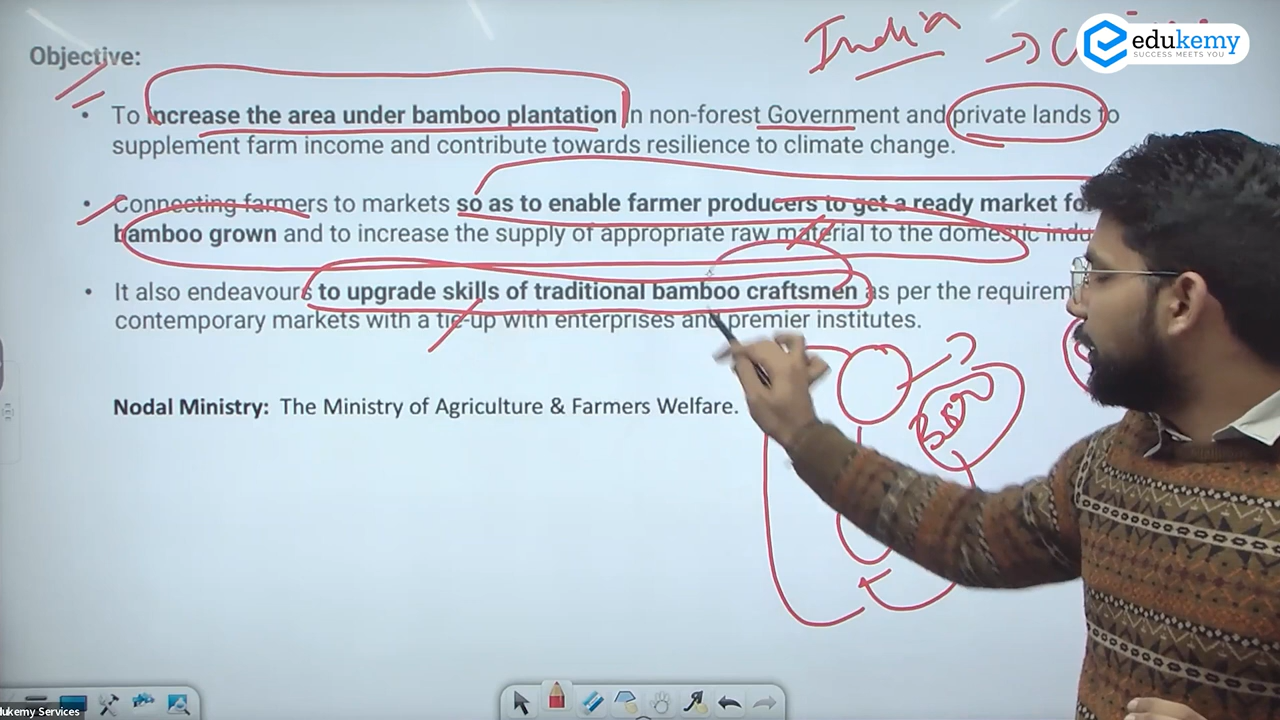 India
edukemy
SUCCESS MEETS YOU
Objective:
• To increase the area under bamboo plantation in non-forest Government and private lands to
supplement farm income and contribute towards resilience to climate change.
• Connecting farmers to markets so as to enable farmer producers to get a ready market for
bamboo grown and to increase the supply of appropriate raw material to the domestic indu
• It also endeavours to upgrade skills of traditional bamboo craftsmen as per the requirem
contemporary markets with a tie-up with enterprises and premier institutes.
Nodal Ministry: The Ministry of Agriculture & Farmers Welfare.
dukemy Services